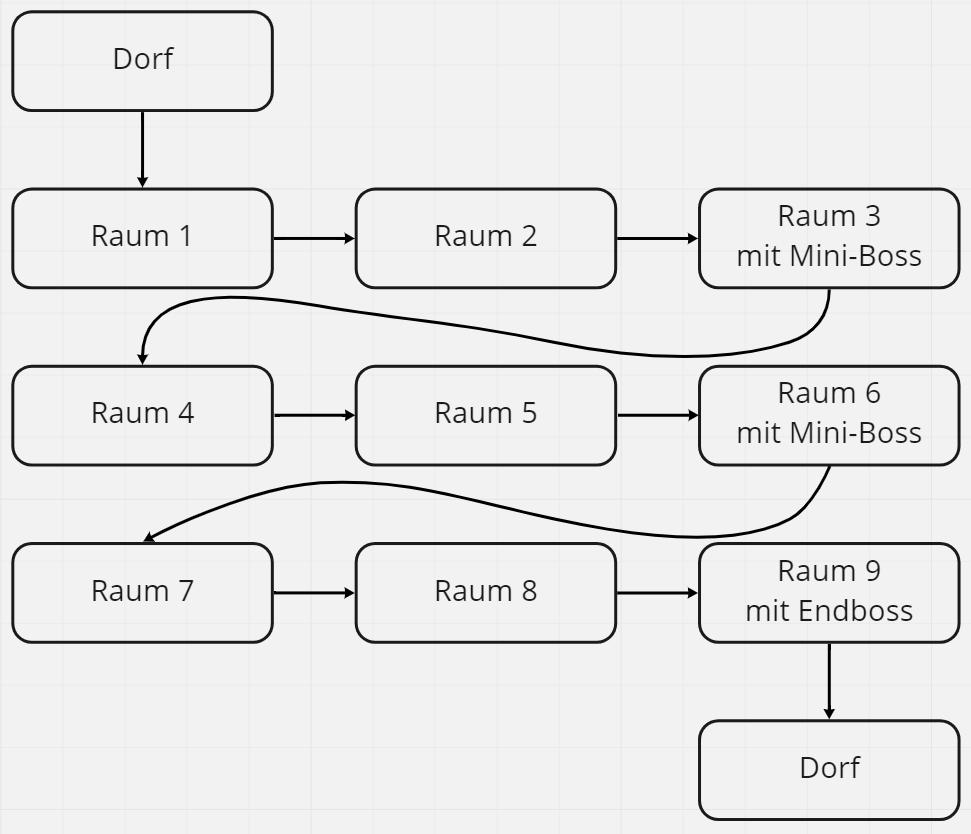 Dorf
Raum 1
Raum 2
Raum 3
mit Mini-Boss
Raum 4
Raum 5
Raum 6
mit Mini-Boss
Raum 7
Raum 8
Raum 9
mit Endboss
Dorf